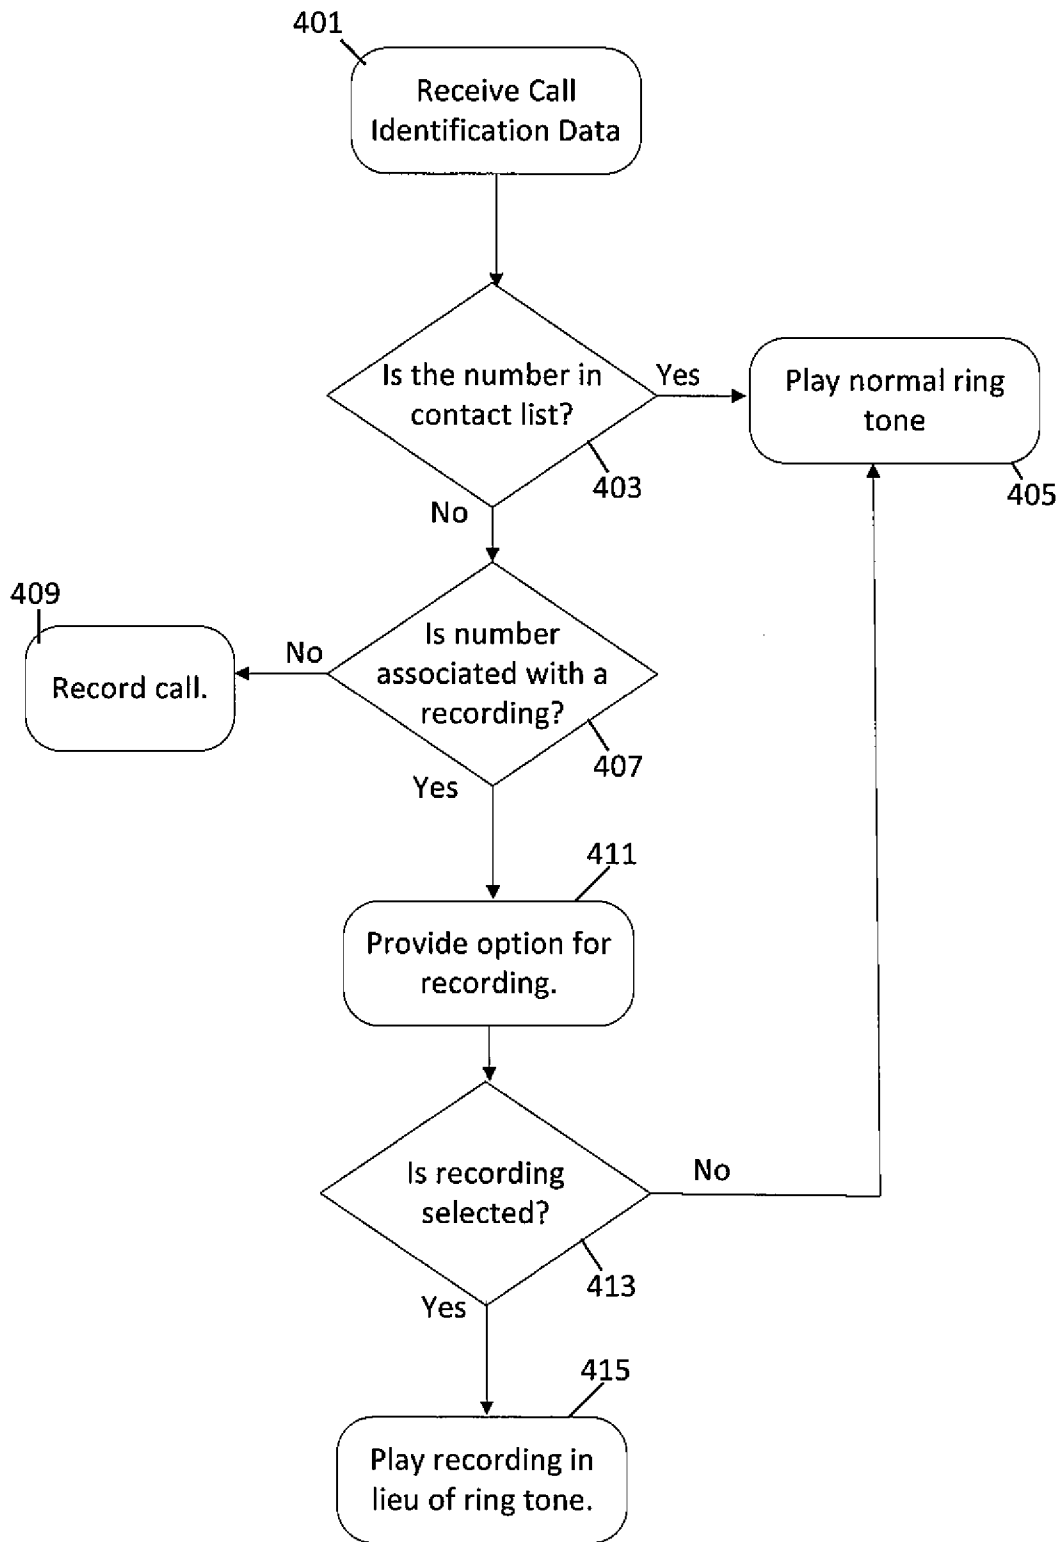 401
Receive Call
Identification Data
Is the number in
contact list?
403
Yes
Play normal ring
tone
405
No
Is number
associated with a
recording?
407
No
409
Record call.
Yes
411
Provide option for
recording.
Is recording
selected?
413
No
Yes
415
Play recording in
lieu of ring tone.